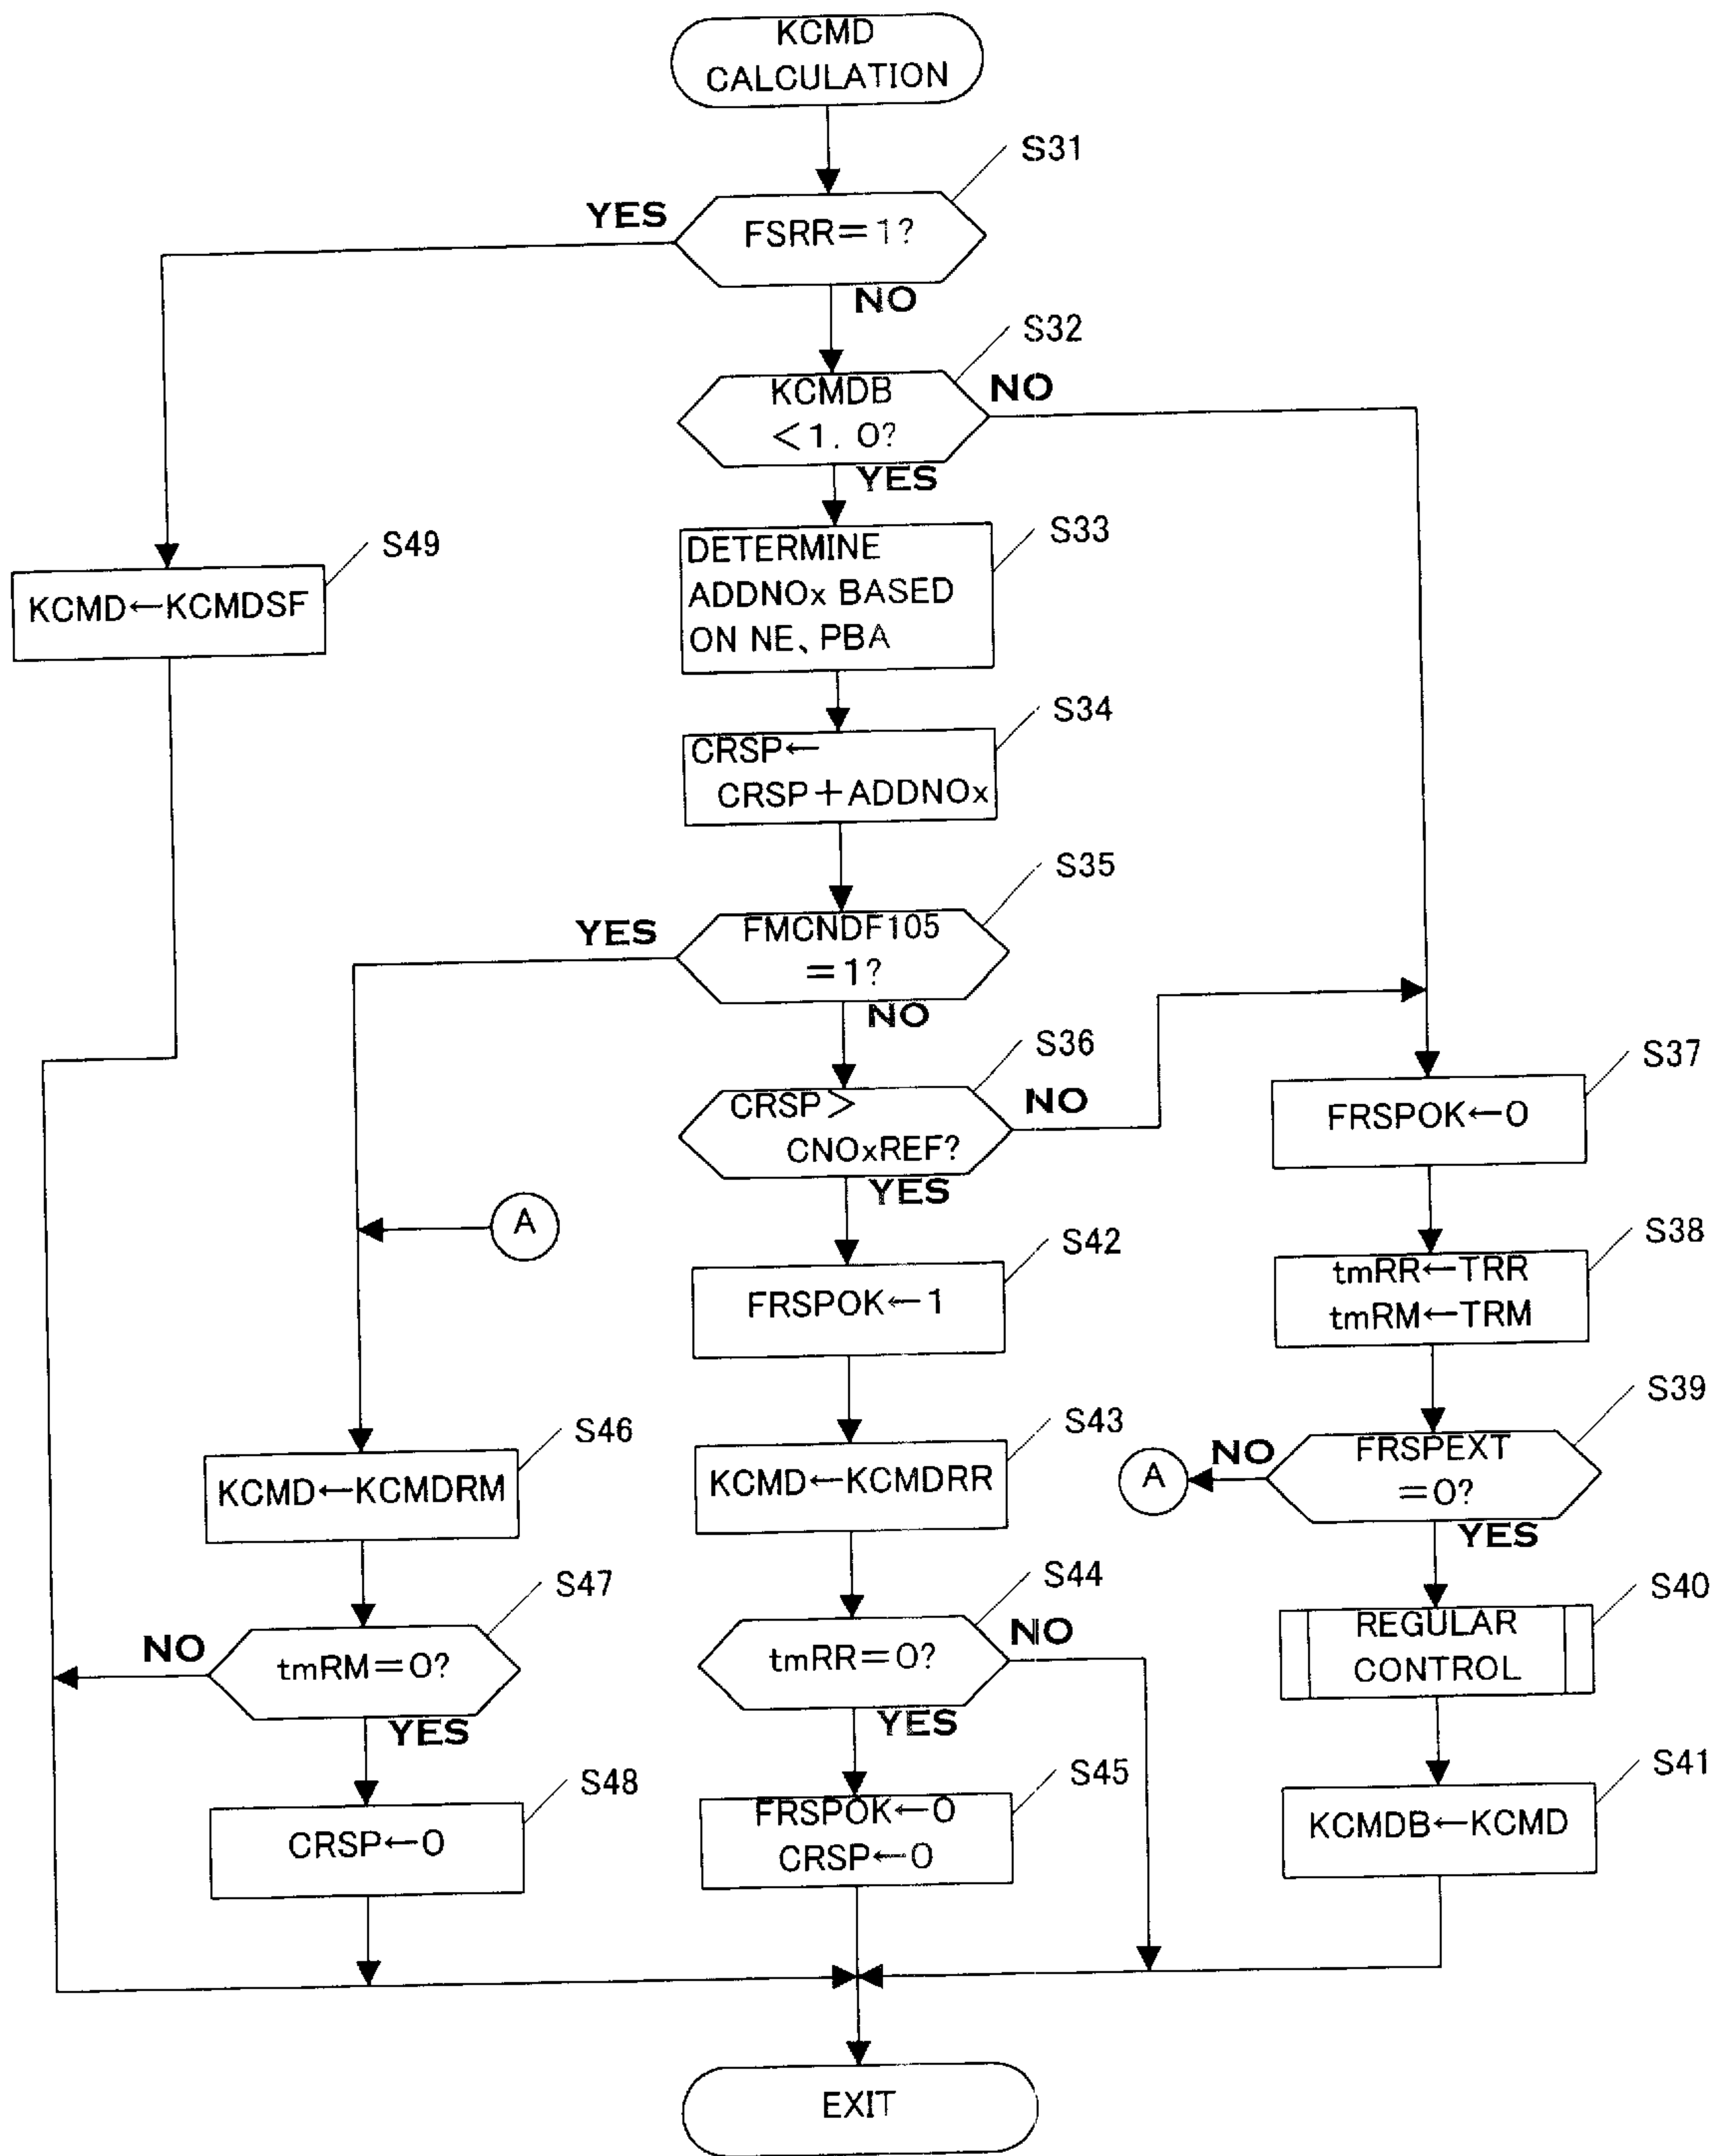 KCMD
CALCULATION
S31
FSRR=1?
YES
NO
S32
KCMDB
<1. 0?
NO
YES
S33
DETERMINE
ADDNOx BASED
ON NE、PBA
S49
KCMD←KCMDSF
S34
CRSP←
CRSP+ADDNOx
S35
FMCNDF105
=1?
YES
NO
S36
CRSP>
CNOxREF?
NO
YES
S37
FRSPOK←0
A
S42
FRSPOK←1
S38
tmRR←TRR
tmRM←TRM
S39
FRSPEXT
=0?
NO
A
YES
S46
KCMD←KCMDRM
S43
KCMD←KCMDRR
S47
tmRM=0?
NO
YES
S44
tmRR=0?
NO
YES
S40
REGULAR
CONTROL
S48
CRSP←0
S45
FRSPOK←0
CRSP←0
S41
KCMDB←KCMD
EXIT